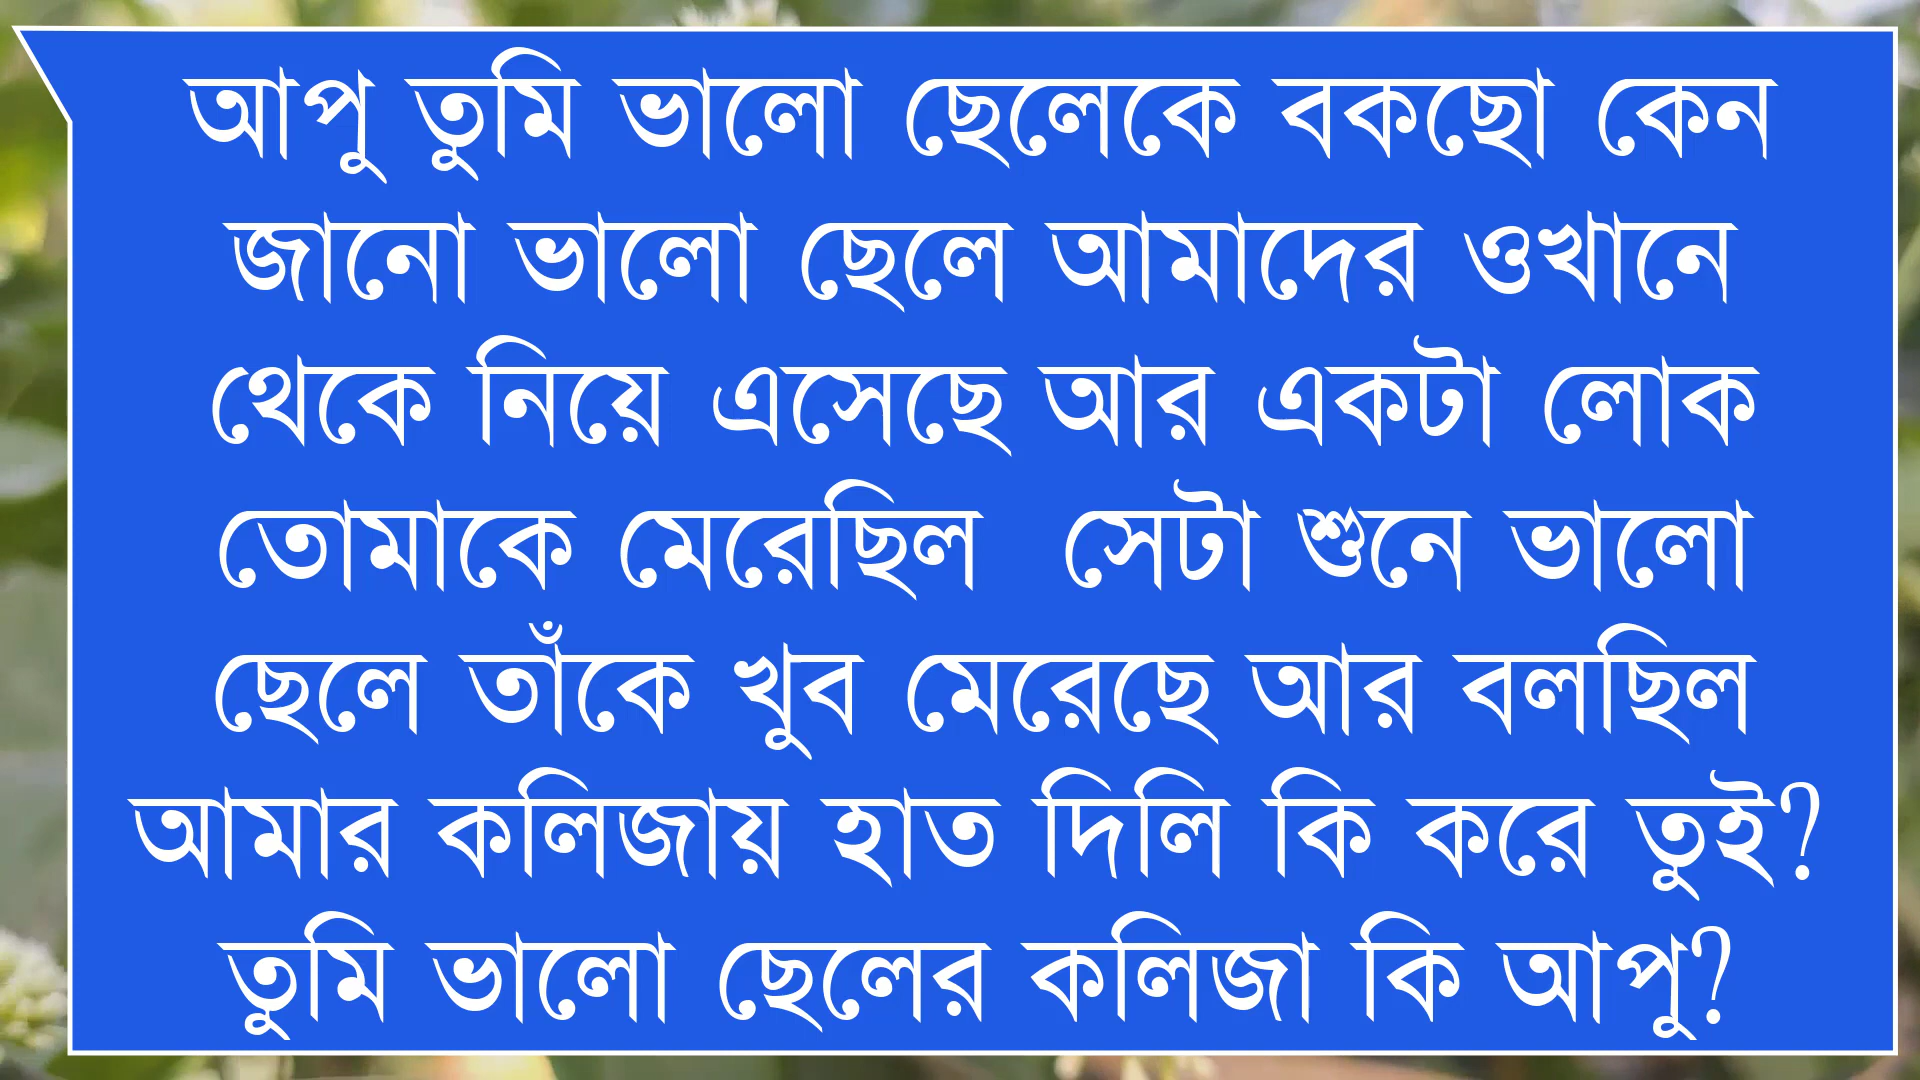 আপু তুমি ভালো ছেলেকে বকছো কেন
জানো ভালো ছেলে আমাদের ওখানে
থেকে নিয়ে এসেছে আর একটা লোক
তোমাকে মেরেছিল  সেটা শুনে ভালো
ছেলে তাঁকে খুব মেরেছে আর বলছিল
আমার কলিজায় হাত দিলি কি করে তুই?
তুমি ভালো ছেলের কলিজা কি আপু?